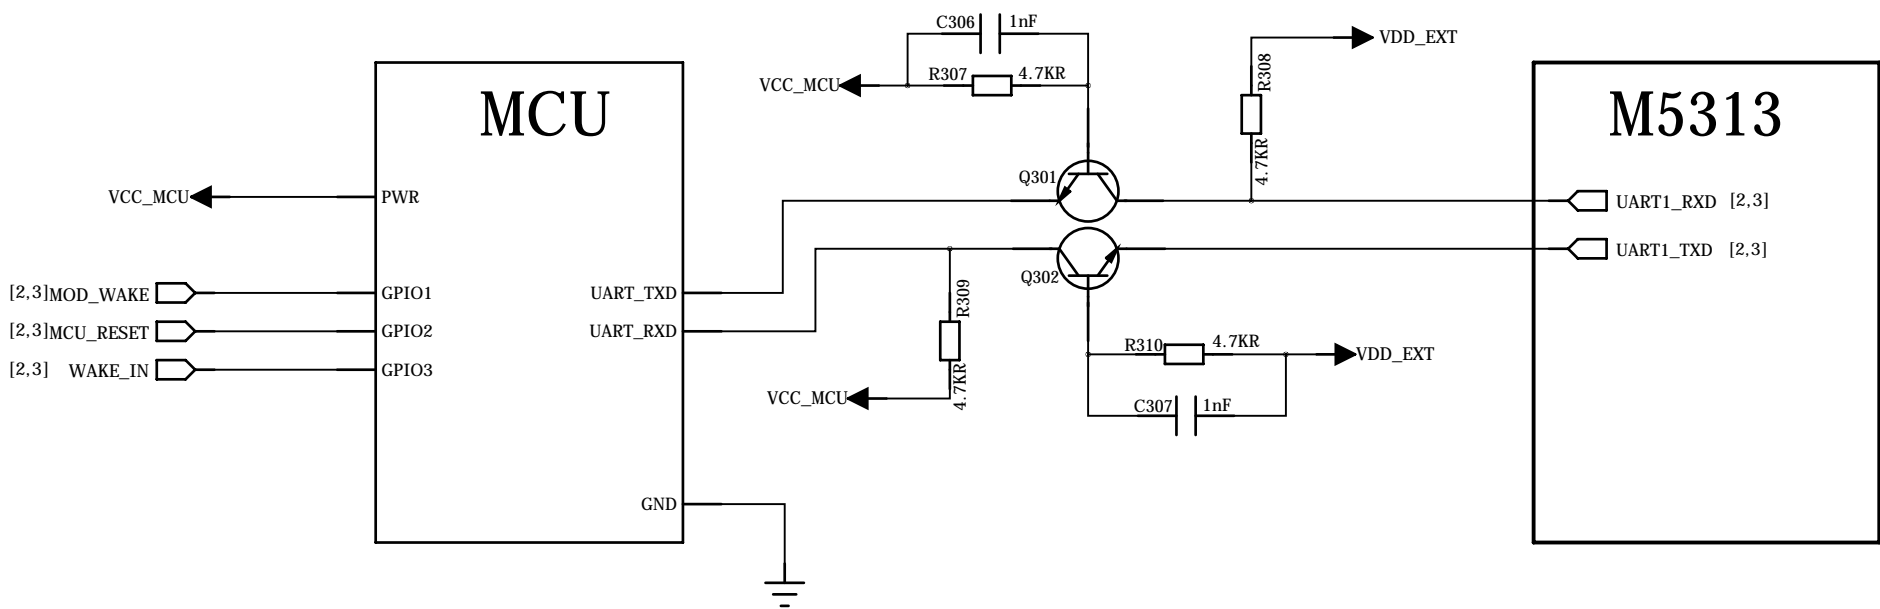 C306 1nF
VDD_EXT
R307 4.7KR
VCC_MCU
R308
4.7KR
MCU
M5313
Q301
VCC_MCU
PWR
UART1_RXD [2,3]
UART1_TXD [2,3]
Q302
[2,3]MOD_WAKE
GPIO1
UART_TXD
R309
4.7KR
[2,3]MCU_RESET
GPIO2
UART_RXD
R310 4.7KR
VDD_EXT
[2,3] WAKE_IN
GPIO3
VCC_MCU
C307 1nF
GND